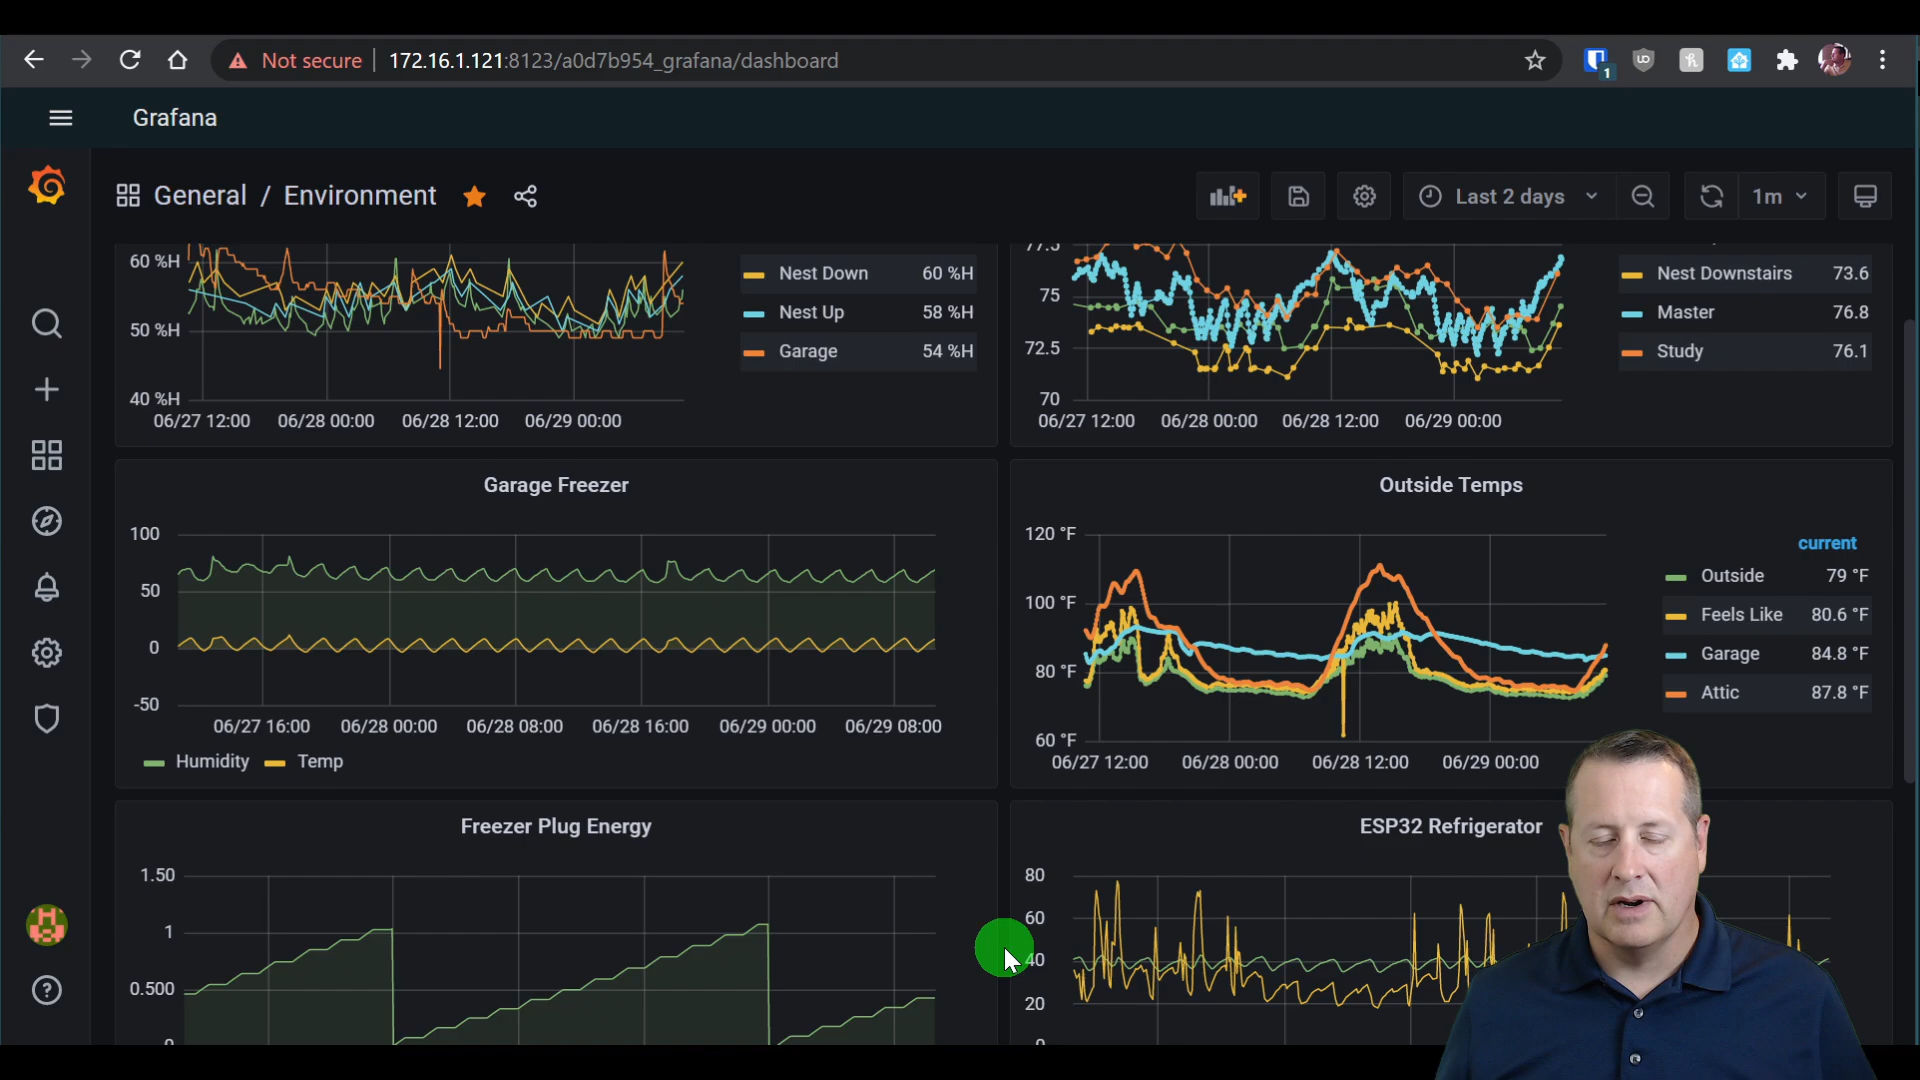 Not secure 172.16.1.121:8123/a0d7b954_grafana/dashboard
1
Grafana
General / Environment
Last 2 days
1m
60 %H
50 %H
40 %H
06/27 12:00 06/28 00:00 06/28 12:00 06/29 00:00
Nest Down 60 %H
Nest Up 58 %H
Garage 54 %H
77.5
75
72.5
70
06/27 12:00 06/28 00:00 06/28 12:00 06/29 00:00
Nest Downstairs 73.6
Master 76.8
Study 76.1
Garage Freezer
100
50
0
-50
06/27 16:00 06/28 00:00 06/28 08:00 06/28 16:00 06/29 00:00 06/29 08:00
Humidity Temp
Outside Temps
120 °F
100 °F
80 °F
60 °F
06/27 12:00 06/28 00:00 06/28 12:00 06/29 00:00
current
Outside 79 °F
Feels Like 80.6 °F
Garage 84.8 °F
Attic 87.8 °F
Freezer Plug Energy
1.50
1
0.500
0
ESP32 Refrigerator
80
60
40
20
0